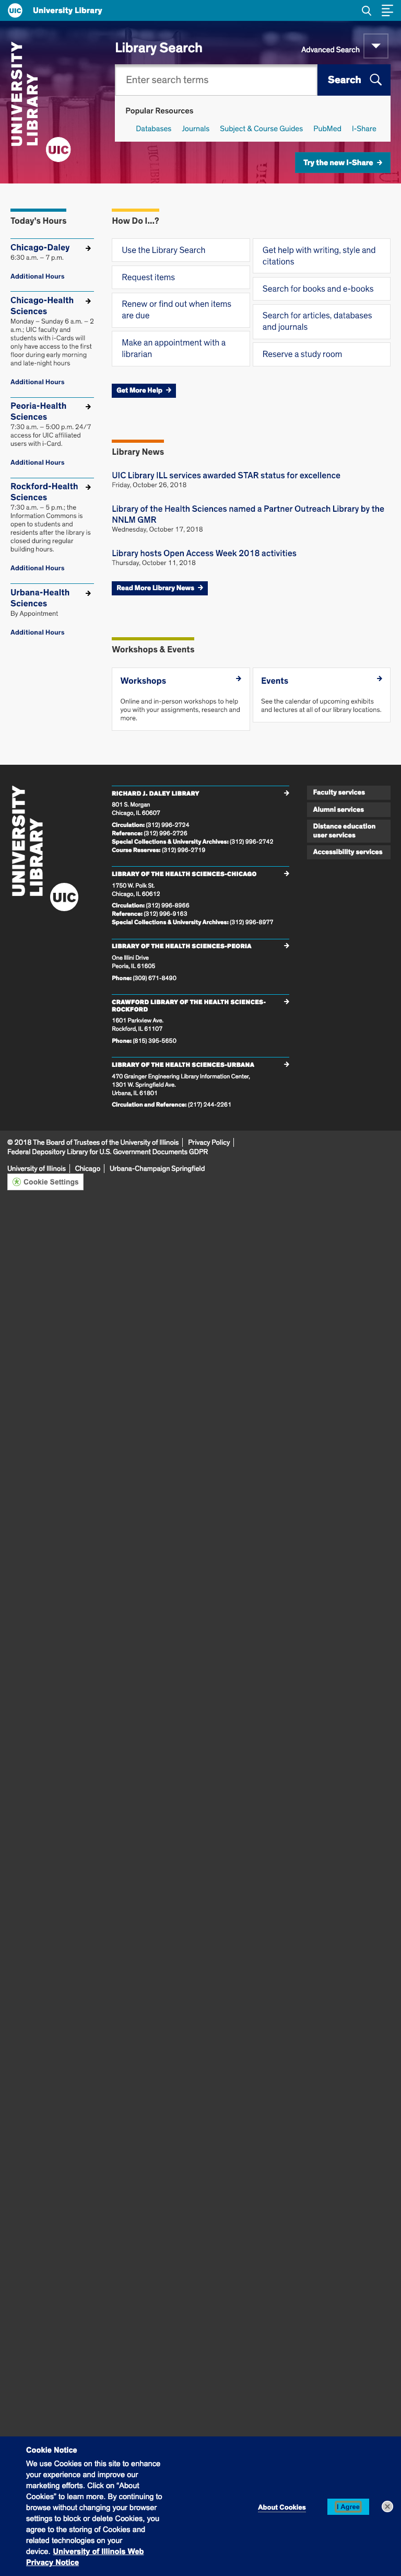 UIC
University Library
UNIVERSITY
LIBRARY
UIC
Library Search
Advanced Search
Enter search terms
Search
Popular Resources
Databases
Journals
Subject & Course Guides
PubMed
I-Share
Try the new I-Share
Today's Hours
Chicago-Daley
6:30 a.m. – 7 p.m.
Additional Hours
Chicago-Health
Sciences
Monday – Sunday 6 a.m. – 2
a.m.; UIC faculty and
students with i-Cards will
only have access to the first
floor during early morning
and late-night hours
Additional Hours
Peoria-Health
Sciences
7:30 a.m. – 5:00 p.m. 24/7
access for UIC affiliated
users with i-Card.
Additional Hours
Rockford-Health
Sciences
7:30 a.m. – 5 p.m.; the
Information Commons is
open to students and
residents after the library is
closed during regular
building hours.
Additional Hours
Urbana-Health
Sciences
By Appointment
Additional Hours
How Do I...?
Use the Library Search
Request items
Renew or find out when items
are due
Make an appointment with a
librarian
Get help with writing, style and
citations
Search for books and e-books
Search for articles, databases
and journals
Reserve a study room
Get More Help
Library News
UIC Library ILL services awarded STAR status for excellence
Friday, October 26, 2018
Library of the Health Sciences named a Partner Outreach Library by the
NNLM GMR
Wednesday, October 17, 2018
Library hosts Open Access Week 2018 activities
Thursday, October 11, 2018
Read More Library News
Workshops & Events
Workshops
Online and in-person workshops to help
you with your assignments, research and
more.
Events
See the calendar of upcoming exhibits
and lectures at all of our library locations.
UNIVERSITY
LIBRARY
UIC
RICHARD J. DALEY LIBRARY
801 S. Morgan
Chicago, IL 60607
Circulation: (312) 996-2724
Reference: (312) 996-2726
Special Collections & University Archives: (312) 996-2742
Course Reserves: (312) 996-2719
LIBRARY OF THE HEALTH SCIENCES-CHICAGO
1750 W. Polk St.
Chicago, IL 60612
Circulation: (312) 996-8966
Reference: (312) 996-9163
Special Collections & University Archives: (312) 996-8977
LIBRARY OF THE HEALTH SCIENCES-PEORIA
One Illini Drive
Peoria, IL 61605
Phone: (309) 671-8490
CRAWFORD LIBRARY OF THE HEALTH SCIENCES-
ROCKFORD
1601 Parkview Ave.
Rockford, IL 61107
Phone: (815) 395-5650
LIBRARY OF THE HEALTH SCIENCES-URBANA
470 Grainger Engineering Library Information Center,
1301 W. Springfield Ave.
Urbana, IL 61801
Circulation and Reference: (217) 244-2261
Faculty services
Alumni services
Distance education
user services
Accessibility services
© 2018 The Board of Trustees of the University of Illinois
Privacy Policy
Federal Depository Library for U.S. Government Documents GDPR
University of Illinois
Chicago
Urbana-Champaign Springfield
Cookie Settings
Cookie Notice
We use Cookies on this site to enhance
your experience and improve our
marketing efforts. Click on “About
Cookies” to learn more. By continuing to
browse without changing your browser
settings to block or delete Cookies, you
agree to the storing of Cookies and
related technologies on your
device. University of Illinois Web
Privacy Notice
About Cookies
I Agree